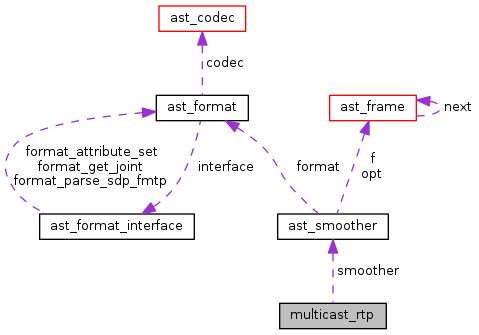 ast_codec
codec
ast_format
ast_frame
next
format_attribute_set
format_get_joint
format_parse_sdp_fmtp
interface
format
f
opt
ast_format_interface
ast_smoother
smoother
multicast_rtp